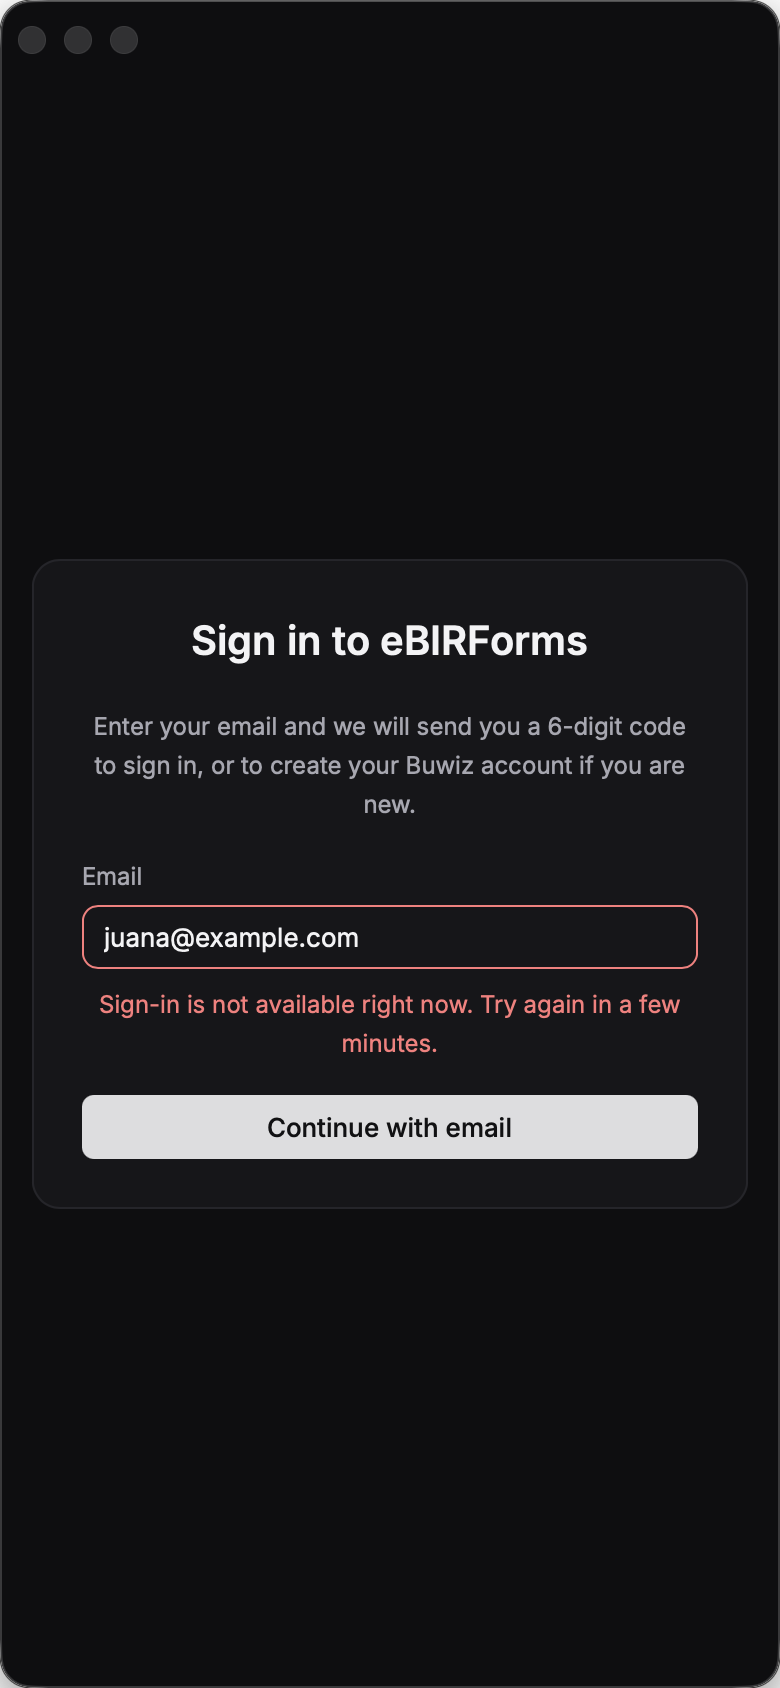 Sign in to eBIRForms
Enter your email and we will send you a 6-digit code
to sign in, or to create your Buwiz account if you are
new.
Email
juana@example.com
Sign-in is not available right now. Try again in a few
minutes.
Continue with email